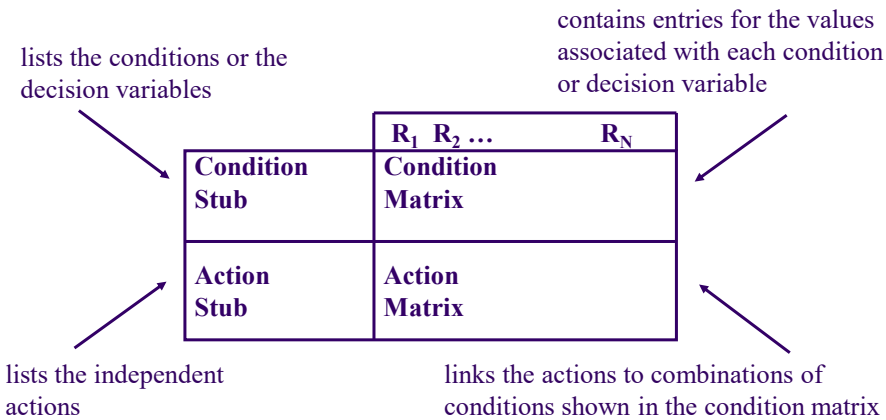 contains entries for the values
associated with each condition
or decision variable
lists the conditions or the
decision variables
R₁ R₂ … R_N
Condition Condition
Stub Matrix
Action Action
Stub Matrix
lists the independent
actions
links the actions to combinations of
conditions shown in the condition matrix